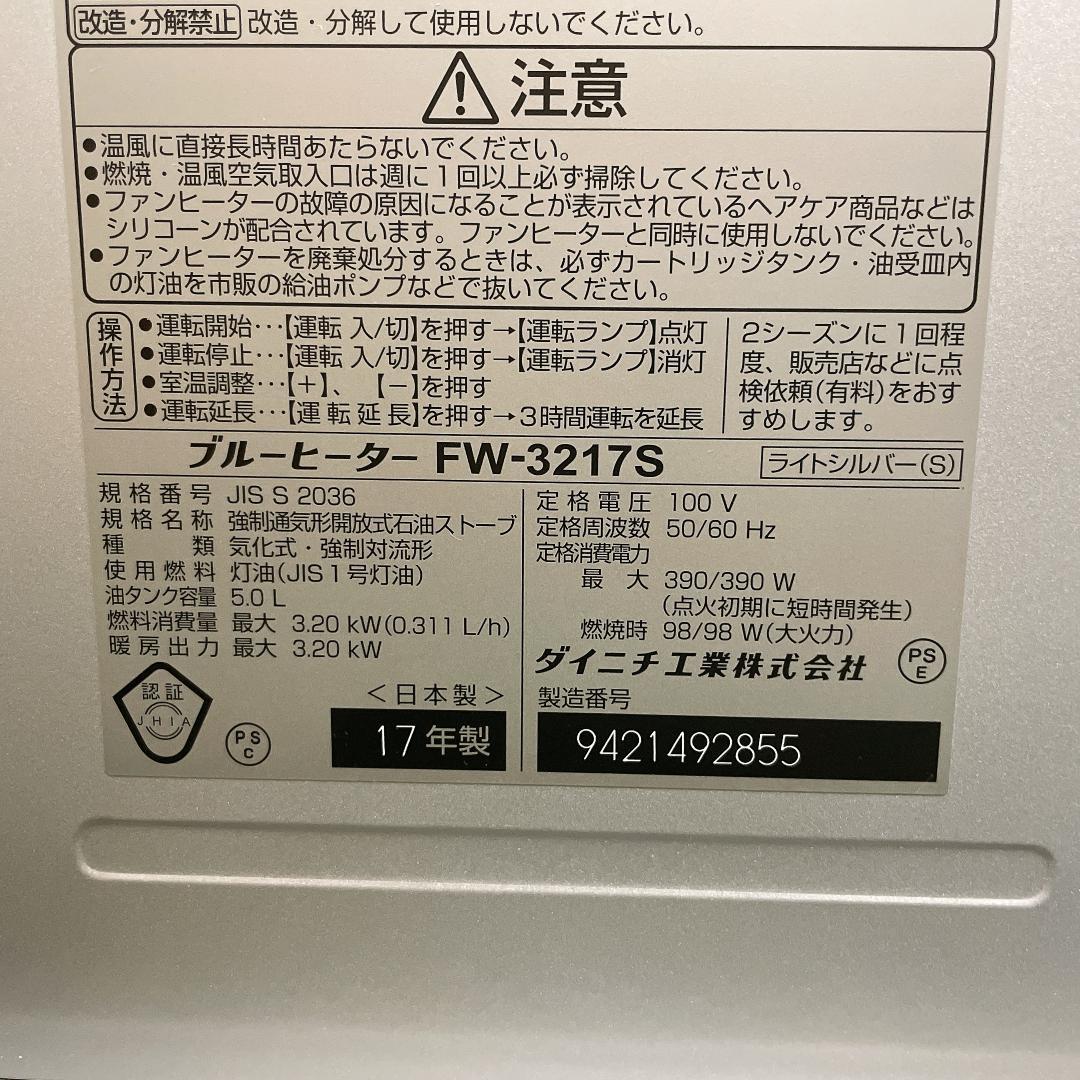 改造・分解禁止 改造・分解して使用しないでください。
注意
●温風に直接長時間あたらないでください。
●燃焼・温風空気取入口は週に1回以上必ず掃除してください。
●ファンヒーターの故障の原因になることが表示されているヘアケア商品などは
シリコーンが配合されています。ファンヒーターと同時に使用しないでください。
●ファンヒーターを廃棄処分するときは、必ずカートリッジタンク・油受皿内
の灯油を市販の給油ポンプなどで抜いてください。
操作方法
●運転開始…【運転 入/切】を押す→【運転ランプ】点灯
●運転停止…【運転 入/切】を押す→【運転ランプ】消灯
●室温調整…【＋】、【－】を押す
●運転延長…【運転延長】を押す→3時間運転を延長
2シーズンに1回程
度、販売店などに点
検依頼(有料)をおす
すめします。
ブルーヒーター FW-3217S
ライトシルバー(S)
規格番号 JIS S 2036
規格名称 強制通気形開放式石油ストーブ
種類 気化式・強制対流形
使用燃料 灯油(JIS1号灯油)
油タンク容量 5.0 L
燃料消費量 最大 3.20 kW(0.311 L/h)
暖房出力 最大 3.20 kW
認証
JHIA
PS
C
＜日本製＞
17年製
定格電圧 100 V
定格周波数 50/60 Hz
定格消費電力
最大 390/390 W
(点火初期に短時間発生)
燃焼時 98/98 W(大火力)
ダイニチ工業株式会社
PS
E
製造番号
9421492855